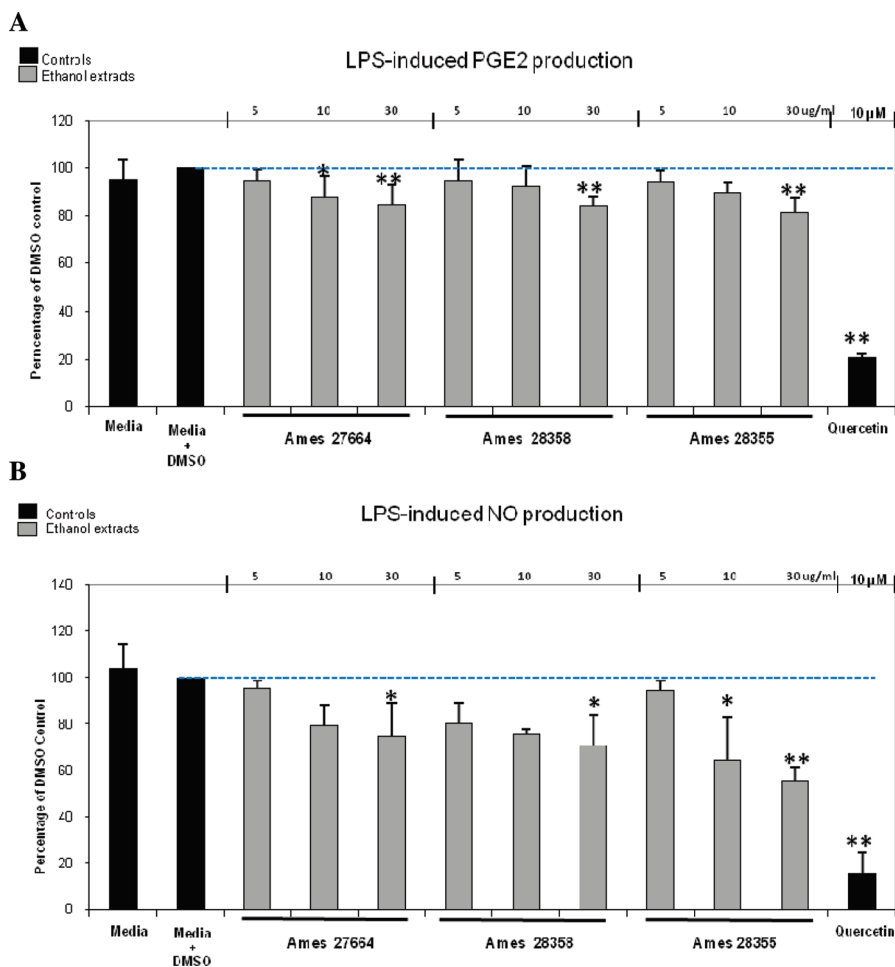 A
Controls
Ethanol extracts
LPS-induced PGE2 production
5 10 30 5 10 30 5 10 30 ug/ml 10 µM
120
100
80
60
40
20
0
Perncentage of DMSO control
* ** ** ** **
Media
Media + DMSO
Ames 27664
Ames 28358
Ames 28355
Quercetin
B
Controls
Ethanol extracts
LPS-induced NO production
5 10 30 5 10 30 5 10 30 ug/ml 10 µM
140
120
100
80
60
40
20
0
Percentage of DMSO Control
* * * ** **
Media
Media + DMSO
Ames 27664
Ames 28358
Ames 28355
Quercetin